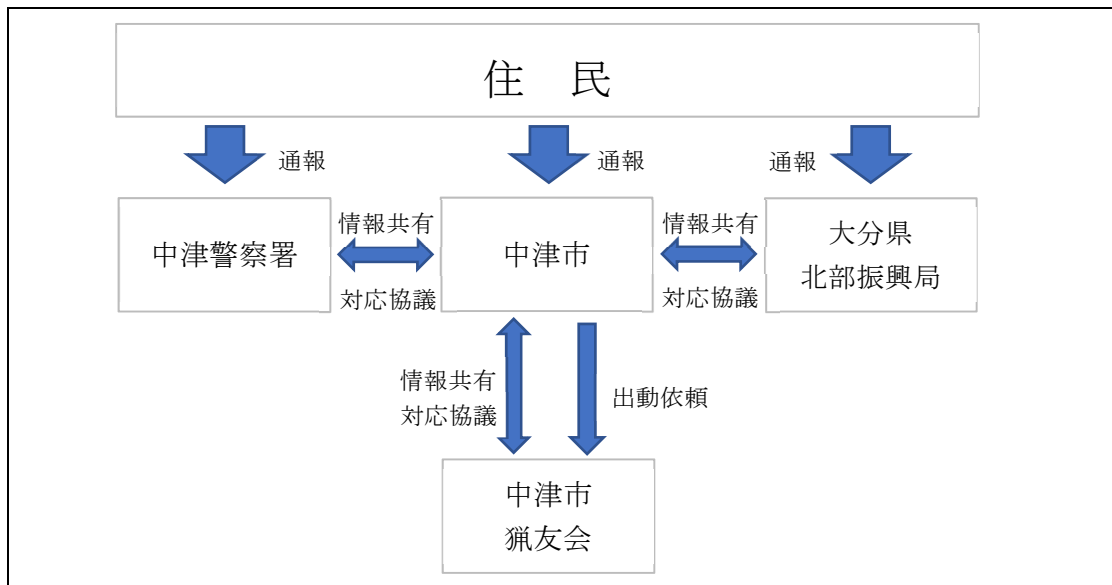 住　民
通報
通報
通報
中津警察署
情報共有
対応協議
中津市
情報共有
対応協議
大分県
北部振興局
情報共有
対応協議
出動依頼
中津市
猟友会